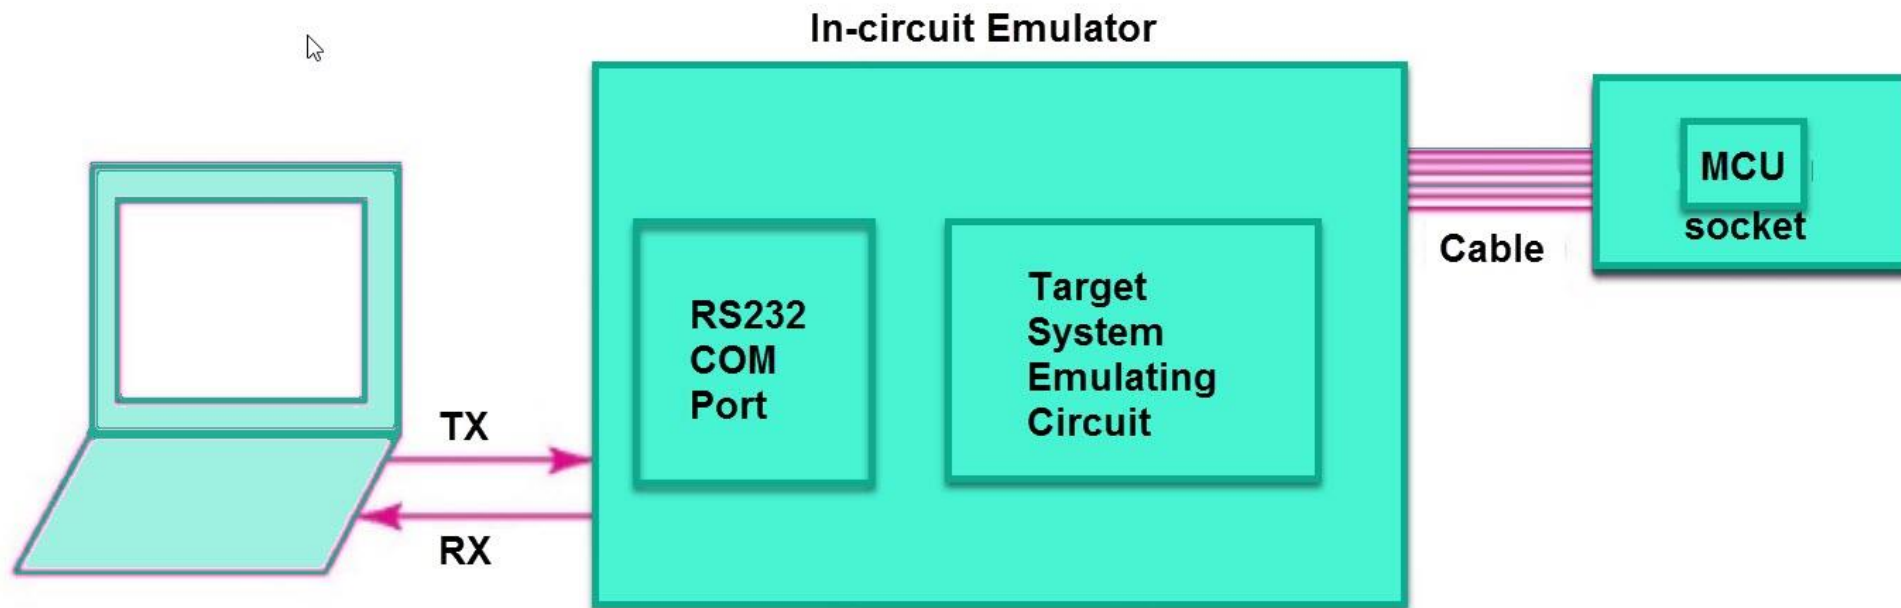 In-circuit Emulator
TX
RX
RS232
COM
Port
Target
System
Emulating
Circuit
Cable
MCU
socket